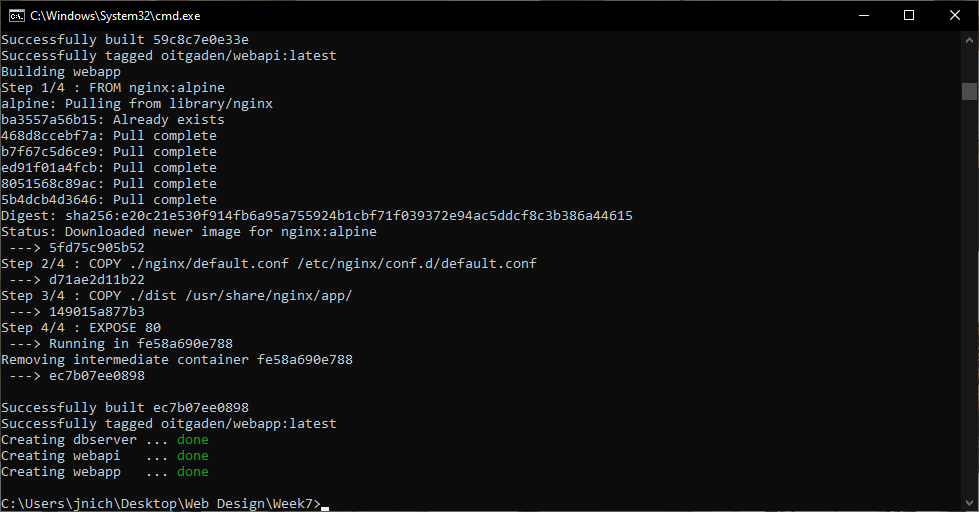 C:\Windows\System32\cmd.exe
Successfully built 59c8c7e0e33e
Successfully tagged oitgaden/webapi:latest
Building webapp
Step 1/4 : FROM nginx:alpine
alpine: Pulling from library/nginx
ba3557a56b15: Already exists
468d8ccebf7a: Pull complete
b7f67c5d6ce9: Pull complete
ed91f01a4fcb: Pull complete
8051568c89ac: Pull complete
5b4dcb4d3646: Pull complete
Digest: sha256:e20c21e530f914fb6a95a755924b1cbf71f039372e94ac5ddcf8c3b386a44615
Status: Downloaded newer image for nginx:alpine
 ---> 5fd75c905b52
Step 2/4 : COPY ./nginx/default.conf /etc/nginx/conf.d/default.conf
 ---> d71ae2d11b22
Step 3/4 : COPY ./dist /usr/share/nginx/app/
 ---> 149015a877b3
Step 4/4 : EXPOSE 80
 ---> Running in fe58a690e788
Removing intermediate container fe58a690e788
 ---> ec7b07ee0898
Successfully built ec7b07ee0898
Successfully tagged oitgaden/webapp:latest
Creating dbserver ... done
Creating webapi   ... done
Creating webapp   ... done
C:\Users\jnich\Desktop\Web Design\Week7>